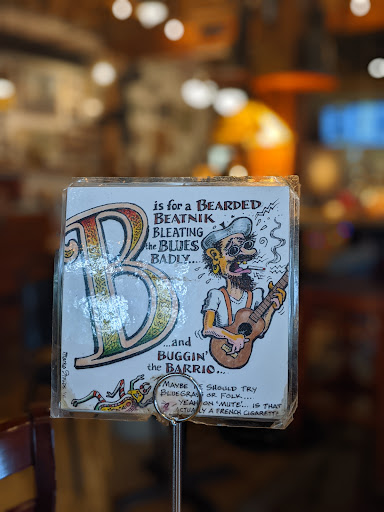 B
is for a BEARDED
BEATNIK
BLEATING
the BLUES
BADLY...
...and
BUGGIN'
the BARRIO...
MAYBE IT SHOULD TRY
BLUEGRASS OR FOLK....
YEAH ON "MUTE"... IS THAT
ACTUALLY A FRENCH CIGARETTE